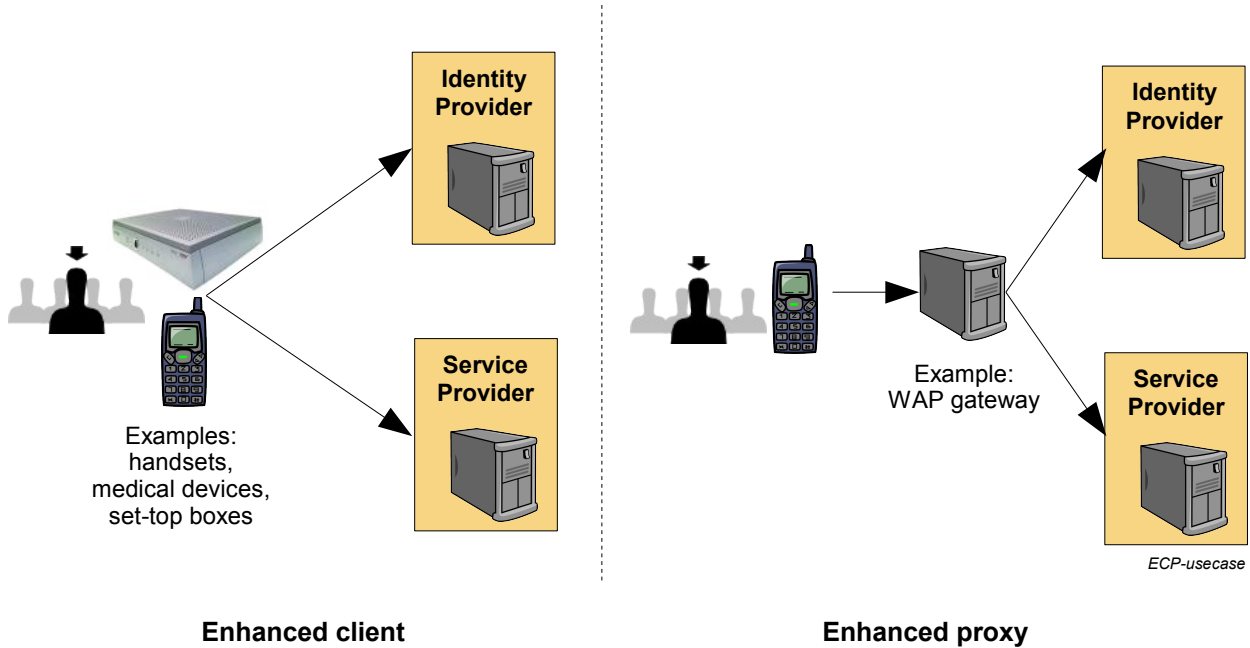 Identity
Provider
Service
Provider
Examples:
handsets,
medical devices,
set-top boxes
Enhanced client
Identity
Provider
Example:
WAP gateway
Service
Provider
ECP-usecase
Enhanced proxy